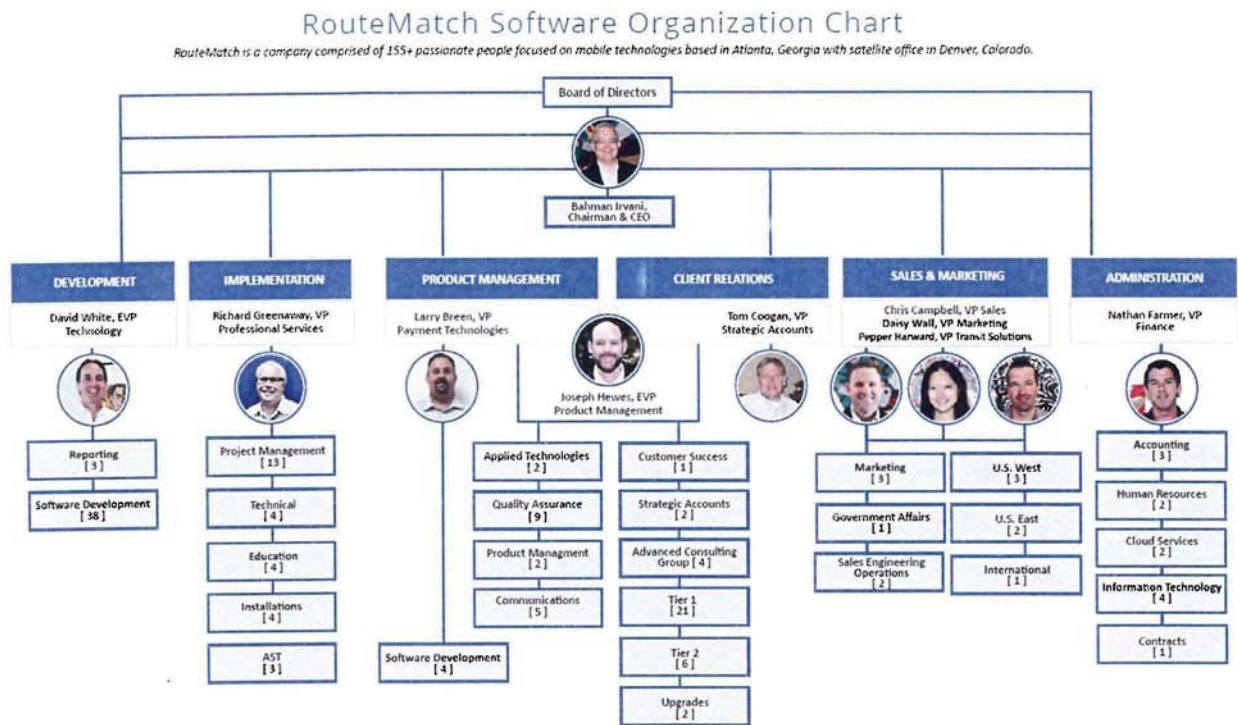 RouteMatch Software Organization Chart
RouteMatch is a company comprised of 155+ passionate people focused on mobile technologies based in Atlanta, Georgia with satellite office in Denver, Colorado.
Board of Directors
Bahman Irvani,
Chairman & CEO
DEVELOPMENT
David White, EVP
Technology
Reporting
[ 3 ]
Software Development
[ 38 ]
IMPLEMENTATION
Richard Greenaway, VP
Professional Services
Project Management
[ 13 ]
Technical
[ 4 ]
Education
[ 4 ]
Installations
[ 4 ]
AST
[ 3 ]
PRODUCT MANAGEMENT
Larry Breen, VP
Payment Technologies
Software Development
[ 4 ]
Joseph Hewes, EVP
Product Management
Applied Technologies
[ 2 ]
Quality Assurance
[ 9 ]
Product Managment
[ 2 ]
Communications
[ 5 ]
CLIENT RELATIONS
Tom Coogan, VP
Strategic Accounts
Customer Success
[ 1 ]
Strategic Accounts
[ 2 ]
Advanced Consulting
Group [ 4 ]
Tier 1
[ 21 ]
Tier 2
[ 6 ]
Upgrades
[ 2 ]
SALES & MARKETING
Chris Campbell, VP Sales
Daisy Wall, VP Marketing
Pepper Harward, VP Transit Solutions
Marketing
[ 3 ]
Government Affairs
[ 1 ]
Sales Engineering
Operations
[ 2 ]
U.S. West
[ 3 ]
U.S. East
[ 2 ]
International
[ 1 ]
ADMINISTRATION
Nathan Farmer, VP
Finance
Accounting
[ 3 ]
Human Resources
[ 2 ]
Cloud Services
[ 2 ]
Information Technology
[ 4 ]
Contracts
[ 1 ]